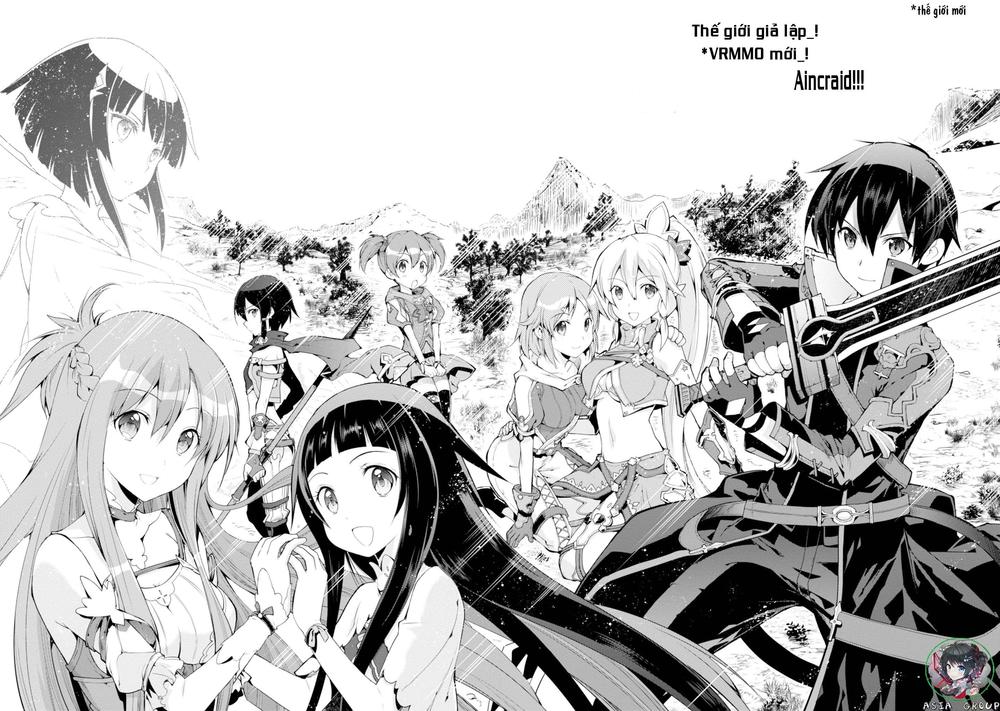 *thế giới mới
Thế giới giả lập_!
*VRMMO mới_!
Aincraid!!!
ASIA GROUP